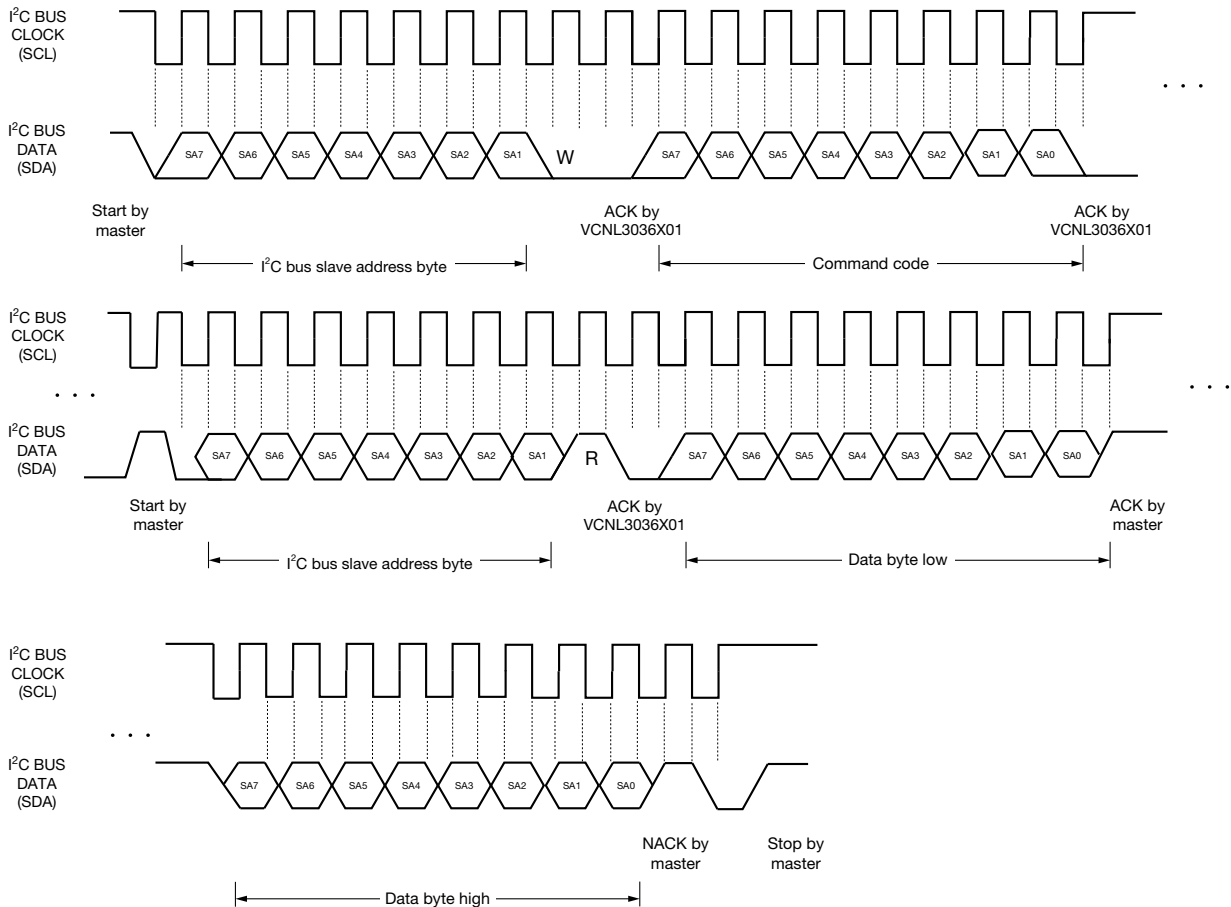 I²C BUS
CLOCK
(SCL)
. . .
I²C BUS
DATA
(SDA)
SA7 SA6 SA5 SA4 SA3 SA2 SA1 W SA7 SA6 SA5 SA4 SA3 SA2 SA1 SA0
Start by
master
ACK by
VCNL3036X01
ACK by
VCNL3036X01
I²C bus slave address byte
Command code
I²C BUS
CLOCK
(SCL)
. . .
. . .
I²C BUS
DATA
(SDA)
SA7 SA6 SA5 SA4 SA3 SA2 SA1 R SA7 SA6 SA5 SA4 SA3 SA2 SA1 SA0
Start by
master
ACK by
VCNL3036X01
ACK by
master
I²C bus slave address byte
Data byte low
I²C BUS
CLOCK
(SCL)
. . .
I²C BUS
DATA
(SDA)
SA7 SA6 SA5 SA4 SA3 SA2 SA1 SA0
NACK by
master
Stop by
master
Data byte high